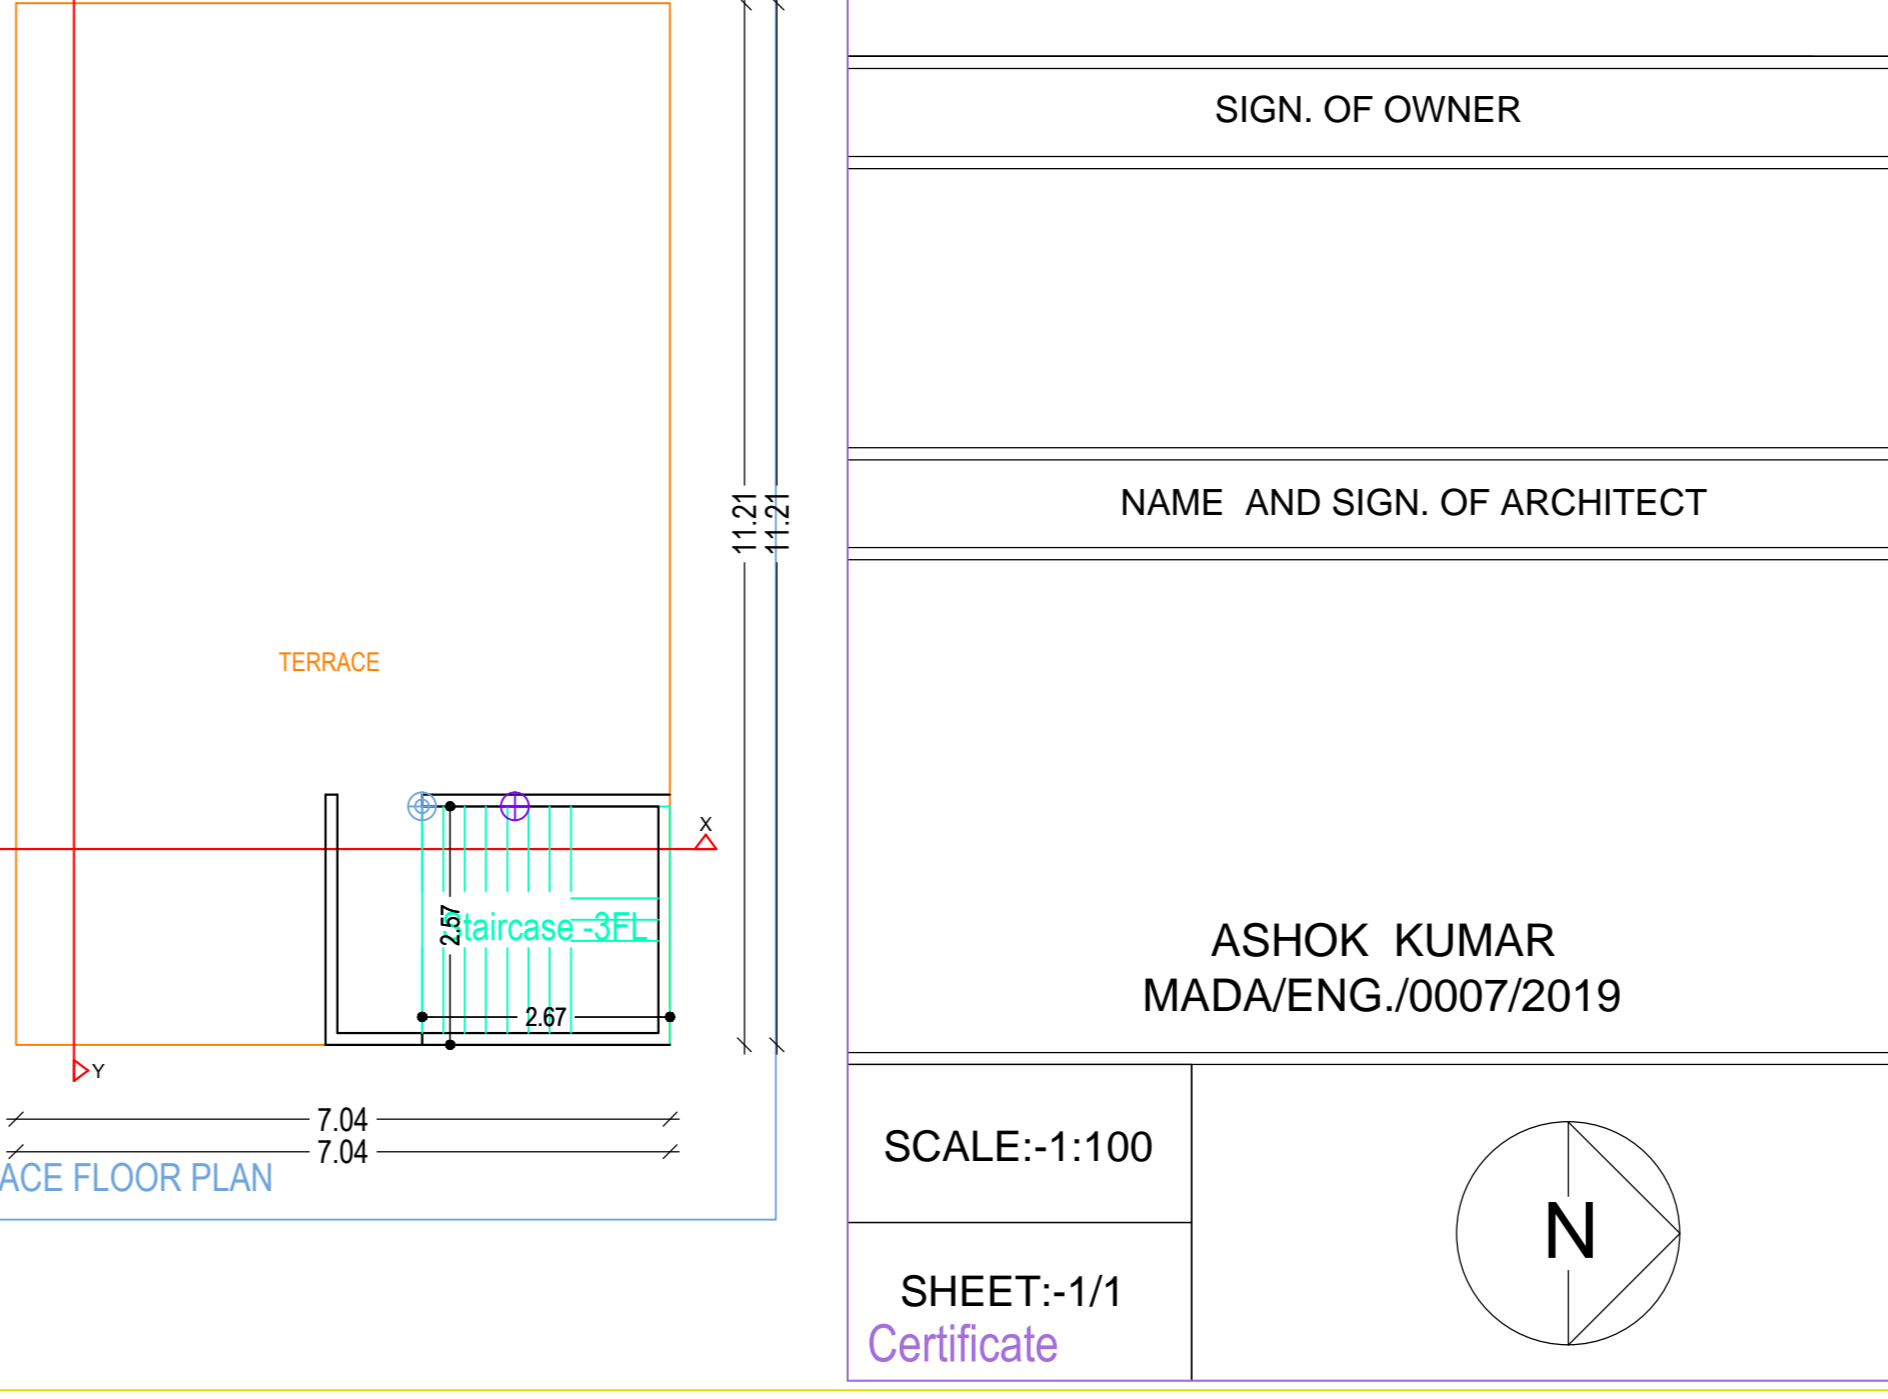 SIGN. OF OWNER
NAME AND SIGN. OF ARCHITECT
11.21
11.21
TERRACE
X
2.57
Staircase -3FL
2.67
Y
7.04
7.04
ACE FLOOR PLAN
ASHOK KUMAR
MADA/ENG./0007/2019
SCALE:-1:100
N
SHEET:-1/1
Certificate